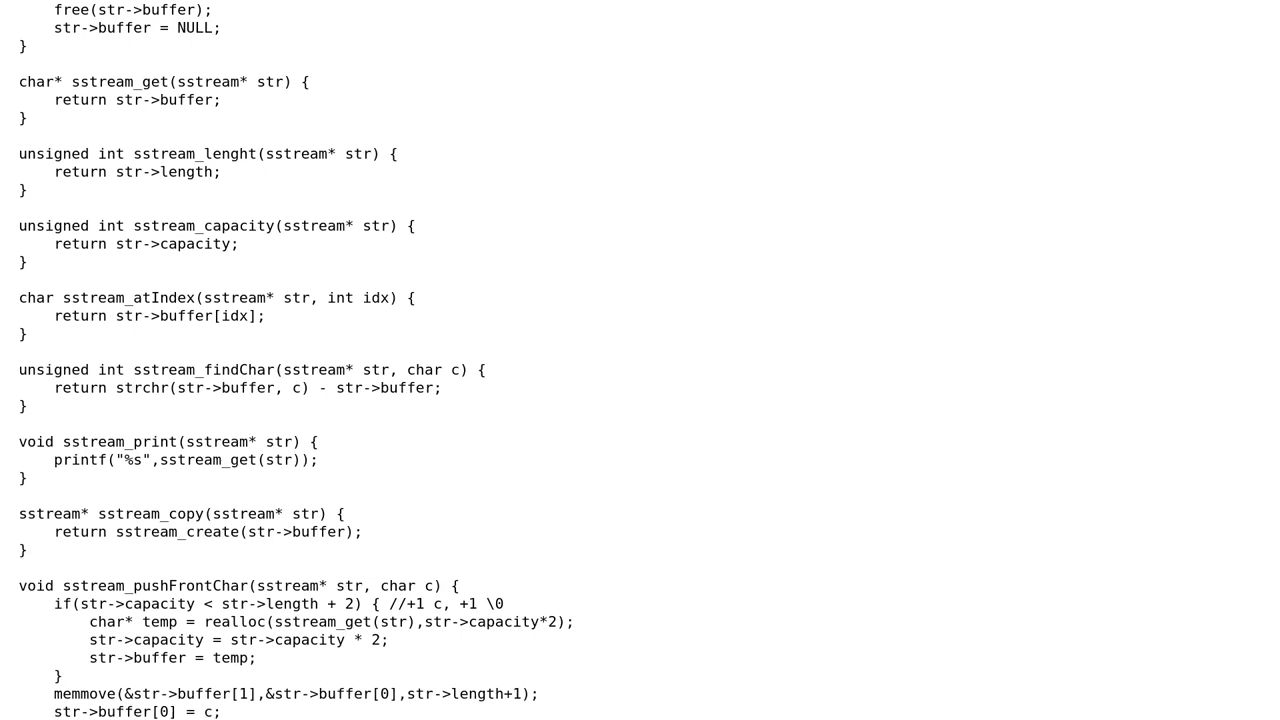 free(str->buffer);
    str->buffer = NULL;
}

char* sstream_get(sstream* str) {
    return str->buffer;
}

unsigned int sstream_lenght(sstream* str) {
    return str->length;
}

unsigned int sstream_capacity(sstream* str) {
    return str->capacity;
}

char sstream_atIndex(sstream* str, int idx) {
    return str->buffer[idx];
}

unsigned int sstream_findChar(sstream* str, char c) {
    return strchr(str->buffer, c) - str->buffer;
}

void sstream_print(sstream* str) {
    printf("%s",sstream_get(str));
}

sstream* sstream_copy(sstream* str) {
    return sstream_create(str->buffer);
}

void sstream_pushFrontChar(sstream* str, char c) {
    if(str->capacity < str->length + 2) { //+1 c, +1 \0
        char* temp = realloc(sstream_get(str),str->capacity*2);
        str->capacity = str->capacity * 2;
        str->buffer = temp;
    }
    memmove(&str->buffer[1],&str->buffer[0],str->length+1);
    str->buffer[0] = c;